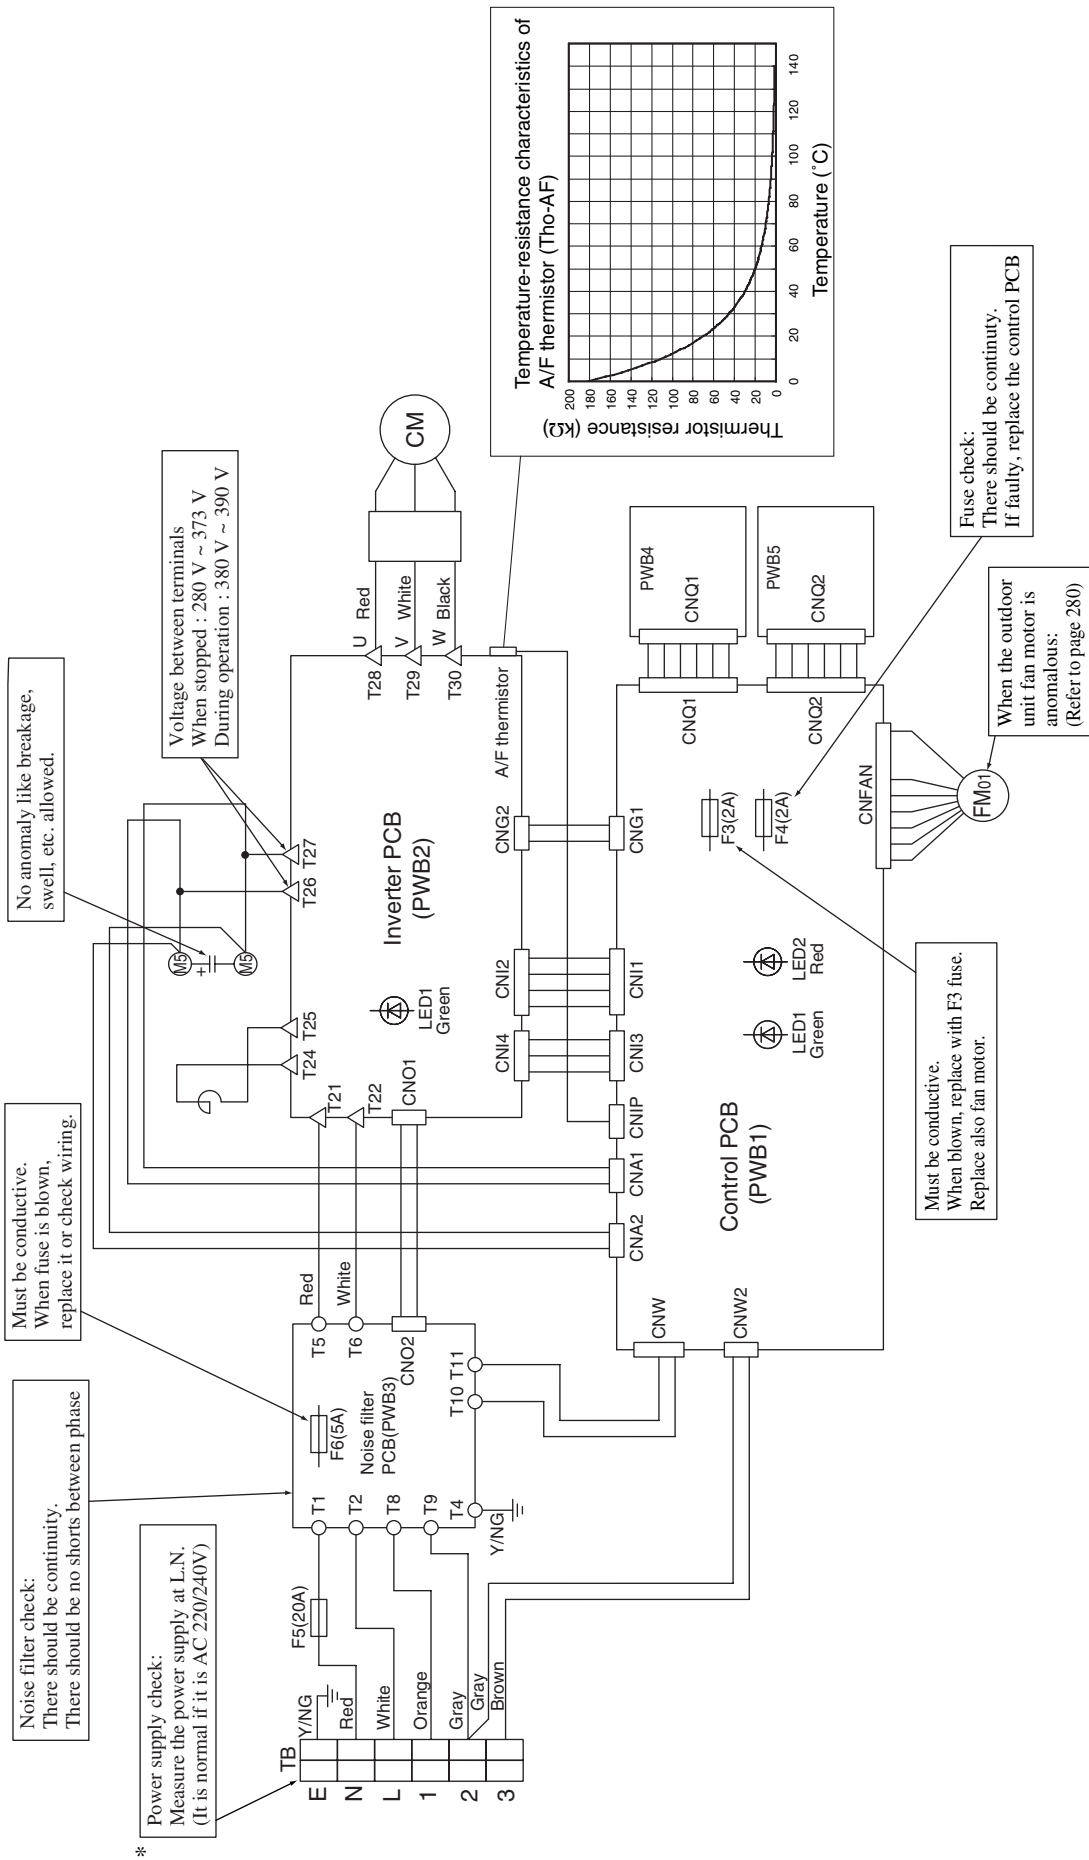 *
Power supply check:
Measure the power supply at L.N.
(It is normal if it is AC 220/240V)
Noise filter check:
There should be continuity.
There should be no shorts between phase
Must be conductive.
When fuse is blown,
replace it or check wiring.
No anomaly like breakage,
swell, etc. allowed.
Voltage between terminals
When stopped : 280 V ~ 373 V
During operation : 380 V ~ 390 V
TB
E
N
L
1
2
3
Y/NG
Red
White
Orange
Gray
Gray
Brown
F5(20A)
T1
T2
T8
T9
T4
Y/NG
F6(5A)
Noise filter
PCB(PWB3)
T5
T6
CNO2
T10
T11
Red
White
T21
T22
CNO1
T24
T25
M5
+
M5
T26
T27
LED1
Green
Inverter PCB
(PWB2)
T28
T29
T30
U
V
W
Red
White
Black
CM
A/F thermistor
CNI4
CNI2
CNG2
CNA2
CNA1
CNIP
CNI3
CNI1
CNG1
CNW
CNW2
Control PCB
(PWB1)
LED1
Green
LED2
Red
F3(2A)
F4(2A)
CNQ1
CNQ2
CNFAN
CNQ1
PWB4
CNQ2
PWB5
FM01
Temperature-resistance characteristics of
A/F thermistor (Tho-AF)
Thermistor resistance (kΩ)
200
180
160
140
120
100
80
60
40
20
0
0
20
40
60
80
100
120
140
Temperature (˚C)
Must be conductive.
When blown, replace with F3 fuse.
Replace also fan motor.
Fuse check:
There should be continuity.
If faulty, replace the control PCB
When the outdoor
unit fan motor is
anomalous:
(Refer to page 280)